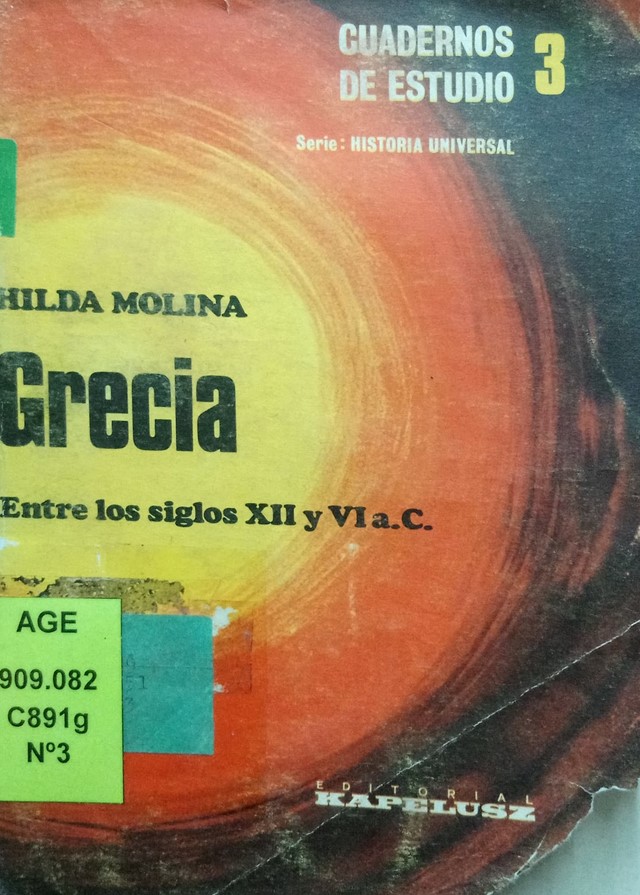 CUADERNOS
DE ESTUDIO 3
Serie: HISTORIA UNIVERSAL
HILDA MOLINA
Grecia
Entre los siglos XII y VI a.C.
AGE
909.082
C891g
Nº3
EDITORIAL
KAPELUSZ